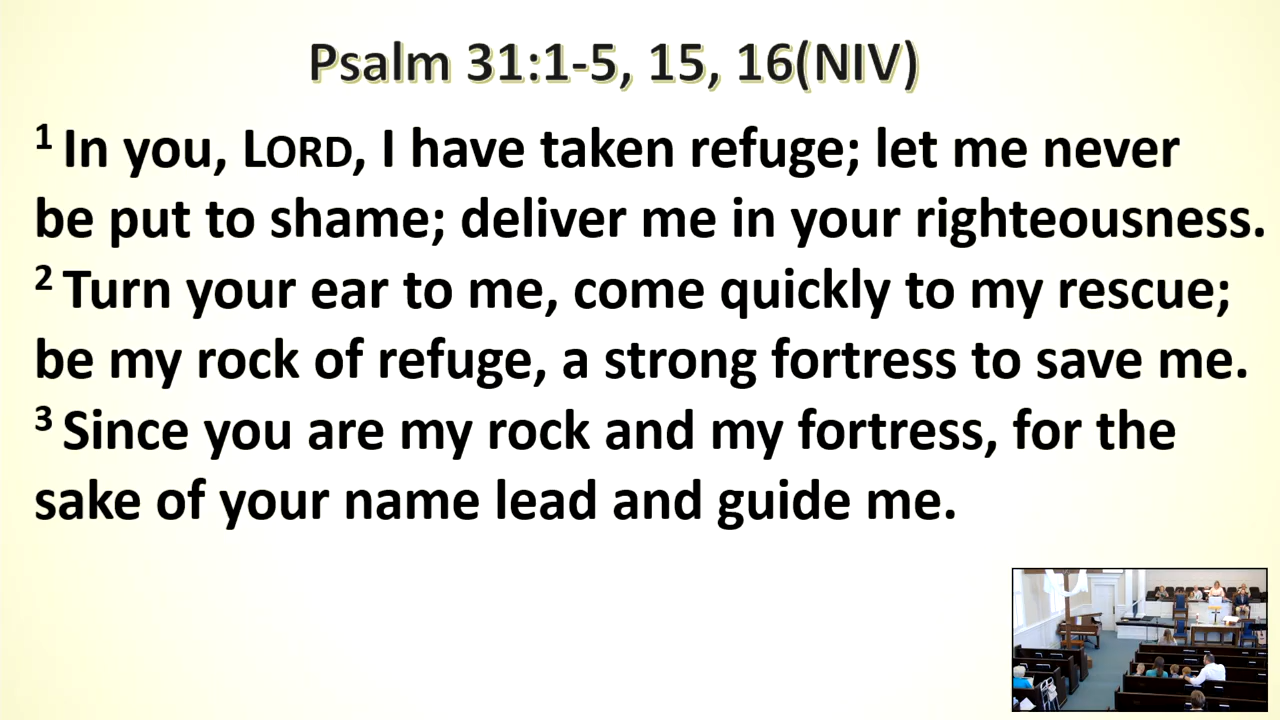 Psalm 31:1-5, 15, 16(NIV)
1 In you, LORD, I have taken refuge; let me never
be put to shame; deliver me in your righteousness.
2 Turn your ear to me, come quickly to my rescue;
be my rock of refuge, a strong fortress to save me.
3 Since you are my rock and my fortress, for the
sake of your name lead and guide me.